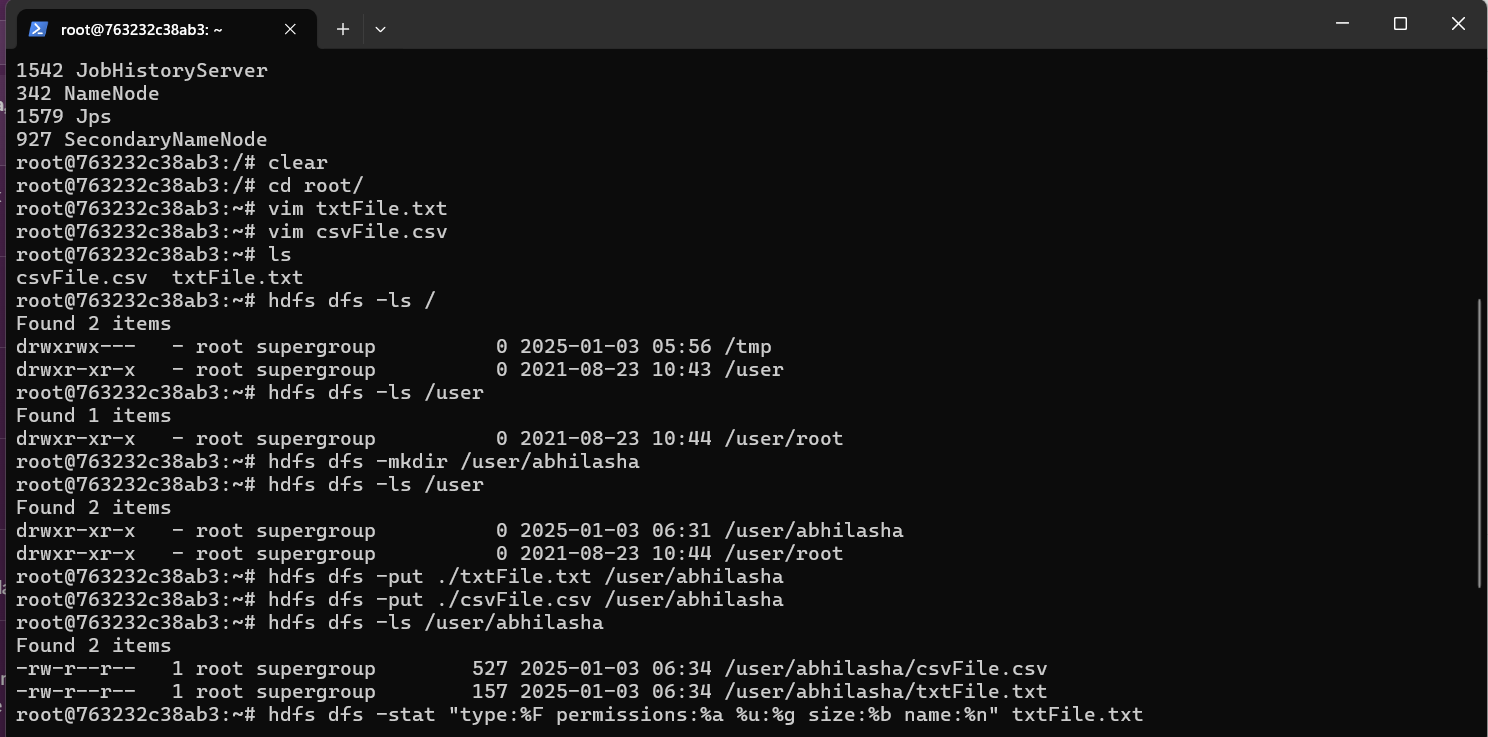 root@763232c38ab3: ~
1542 JobHistoryServer
342 NameNode
1579 Jps
927 SecondaryNameNode
root@763232c38ab3:/# clear
root@763232c38ab3:/# cd root/
root@763232c38ab3:~# vim txtFile.txt
root@763232c38ab3:~# vim csvFile.csv
root@763232c38ab3:~# ls
csvFile.csv  txtFile.txt
root@763232c38ab3:~# hdfs dfs -ls /
Found 2 items
drwxrwx---   - root supergroup          0 2025-01-03 05:56 /tmp
drwxr-xr-x   - root supergroup          0 2021-08-23 10:43 /user
root@763232c38ab3:~# hdfs dfs -ls /user
Found 1 items
drwxr-xr-x   - root supergroup          0 2021-08-23 10:44 /user/root
root@763232c38ab3:~# hdfs dfs -mkdir /user/abhilasha
root@763232c38ab3:~# hdfs dfs -ls /user
Found 2 items
drwxr-xr-x   - root supergroup          0 2025-01-03 06:31 /user/abhilasha
drwxr-xr-x   - root supergroup          0 2021-08-23 10:44 /user/root
root@763232c38ab3:~# hdfs dfs -put ./txtFile.txt /user/abhilasha
root@763232c38ab3:~# hdfs dfs -put ./csvFile.csv /user/abhilasha
root@763232c38ab3:~# hdfs dfs -ls /user/abhilasha
Found 2 items
-rw-r--r--   1 root supergroup        527 2025-01-03 06:34 /user/abhilasha/csvFile.csv
-rw-r--r--   1 root supergroup        157 2025-01-03 06:34 /user/abhilasha/txtFile.txt
root@763232c38ab3:~# hdfs dfs -stat "type:%F permissions:%a %u:%g size:%b name:%n" txtFile.txt